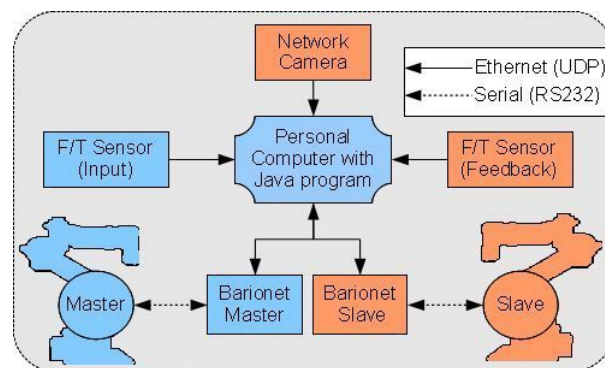 Network
Camera
Ethernet (UDP)
Serial (RS232)
F/T Sensor
(Input)
Personal
Computer with
Java program
F/T Sensor
(Feedback)
Master
Barionet
Master
Barionet
Slave
Slave